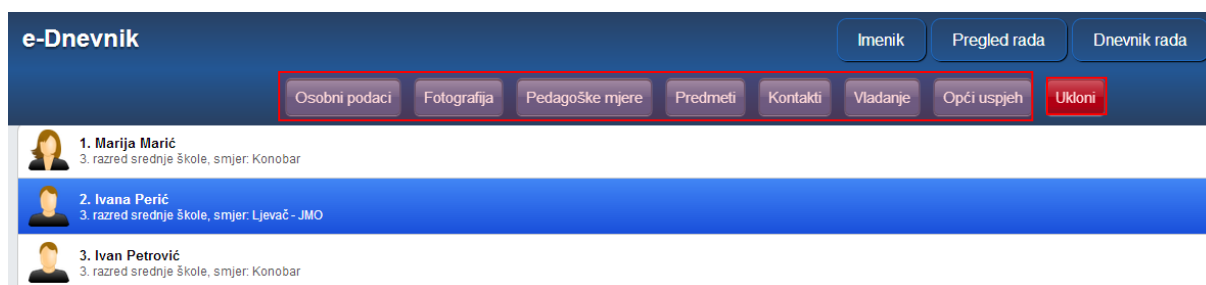 e-Dnevnik Imenik Pregled rada Dnevnik rada
Osobni podaci Fotografija Pedagoške mjere Predmeti Kontakti Vladanje Opći uspjeh Ukloni
1. Marija Marić
3. razred srednje škole, smjer: Konobar
2. Ivana Perić
3. razred srednje škole, smjer: Ljevač - JMO
3. Ivan Petrović
3. razred srednje škole, smjer: Konobar